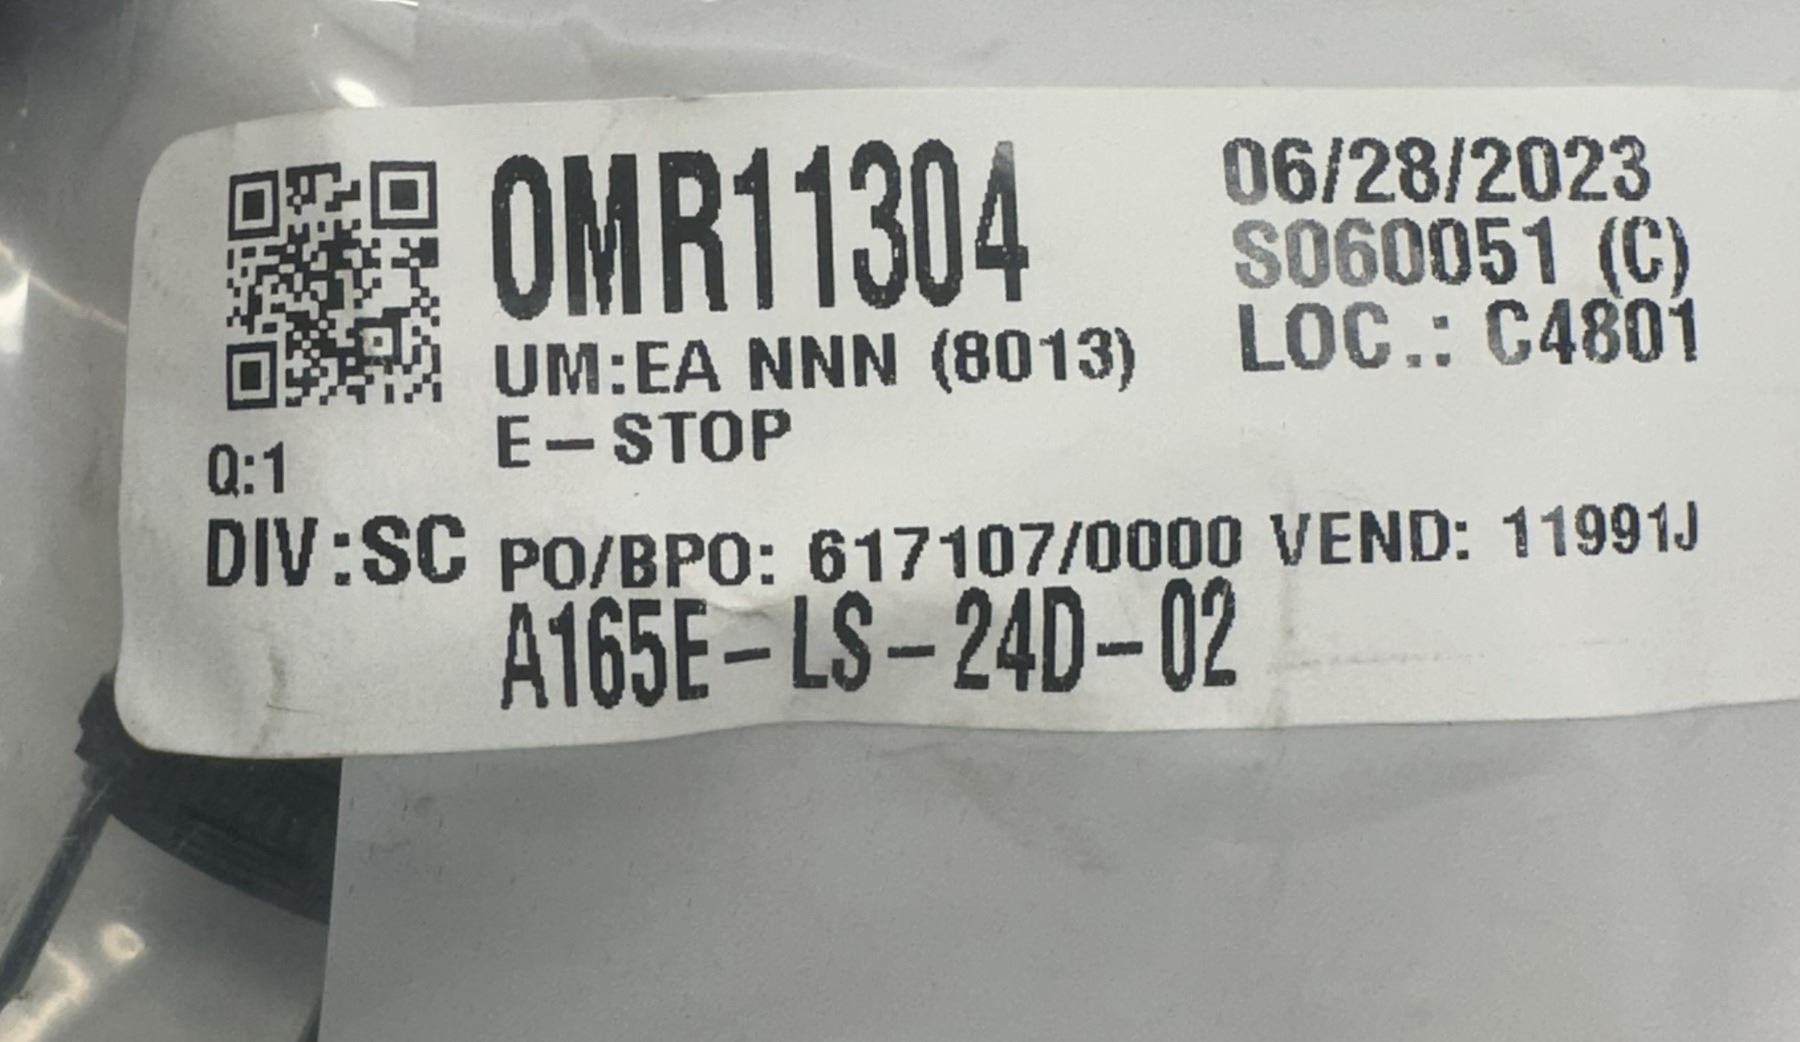 OMR11304
06/28/2023
S060051 (C)
LOC.: C4801
UM:EA NNN (8013)
E-STOP
Q:1
DIV:SC
PO/BPO: 617107/0000 VEND: 11991J
A165E-LS-24D-02